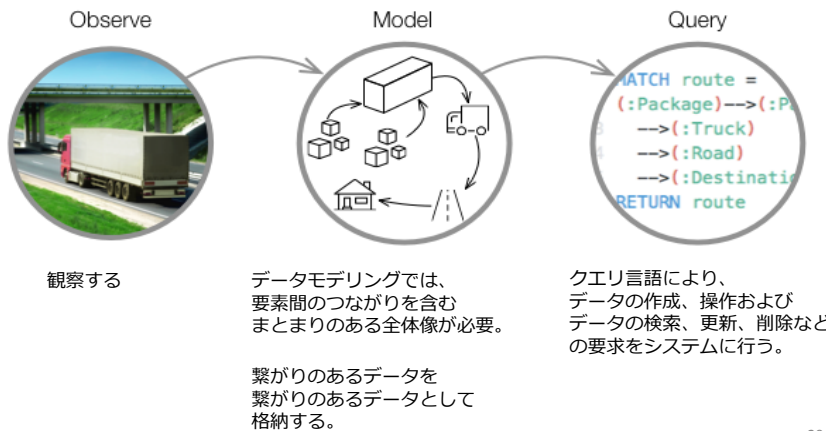 Observe
Model
Query
MATCH route =
(:Package)-->(:P
-->(:Truck)
-->(:Road)
-->(:Destinatio
RETURN route
観察する
データモデリングでは、
要素間のつながりを含む
まとまりのある全体像が必要。
繋がりのあるデータを
繋がりのあるデータとして
格納する。
クエリ言語により、
データの作成、操作および
データの検索、更新、削除など
の要求をシステムに行う。